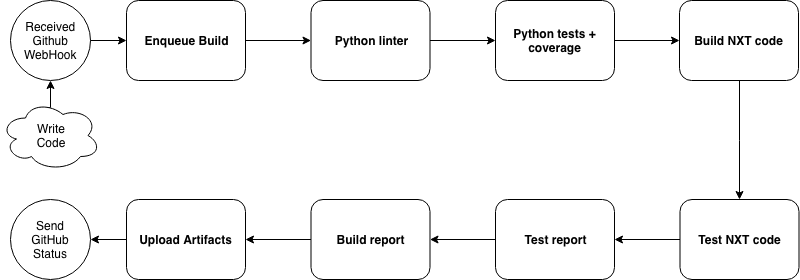 Received
Github
WebHook
Enqueue Build
Python linter
Python tests +
coverage
Build NXT code
Write
Code
Send
GitHub
Status
Upload Artifacts
Build report
Test report
Test NXT code